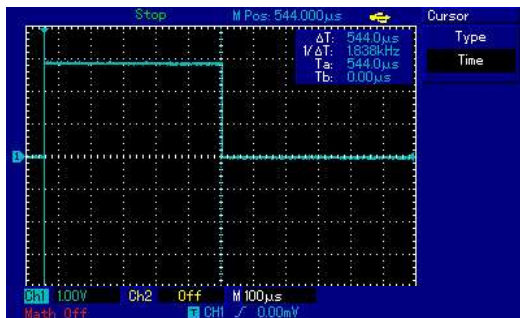 Stop M Pos: 544.000μs Cursor
ΔT: 544.0μs
1/ΔT: 1.838kHz
Ta: 544.0μs
Tb: 0.00μs
Type
Time
1
Ch1 1.00V Ch2 Off M 100μs
Math Off T CH1 / 0.00mV